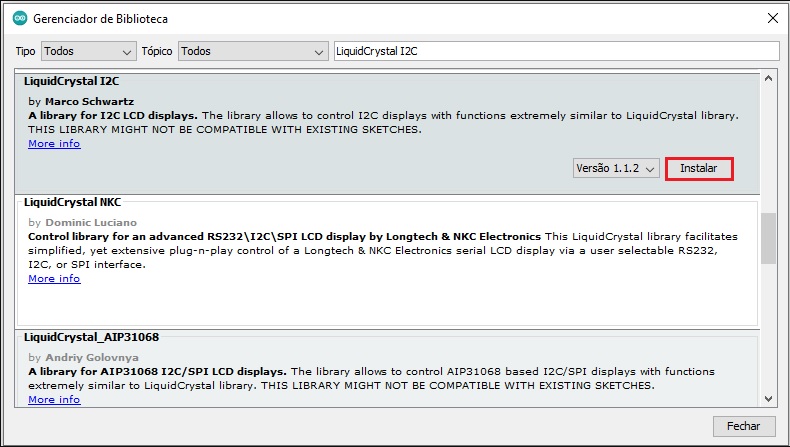 Gerenciador de Biblioteca
Tipo Todos Tópico Todos LiquidCrystal I2C
LiquidCrystal I2C
by Marco Schwartz
A library for I2C LCD displays. The library allows to control I2C displays with functions extremely similar to LiquidCrystal library.
THIS LIBRARY MIGHT NOT BE COMPATIBLE WITH EXISTING SKETCHES.
More info
Versão 1.1.2 Instalar
LiquidCrystal NKC
by Dominic Luciano
Control library for an advanced RS232\I2C\SPI LCD display by Longtech & NKC Electronics This LiquidCrystal library facilitates
simplified, yet extensive plug-n-play control of a Longtech & NKC Electronics serial LCD display via a user selectable RS232,
I2C, or SPI interface.
More info
LiquidCrystal_AIP31068
by Andriy Golovnya
A library for AIP31068 I2C/SPI LCD displays. The library allows to control AIP31068 based I2C/SPI displays with functions
extremely similar to LiquidCrystal library. THIS LIBRARY MIGHT NOT BE COMPATIBLE WITH EXISTING SKETCHES.
More info
Fechar